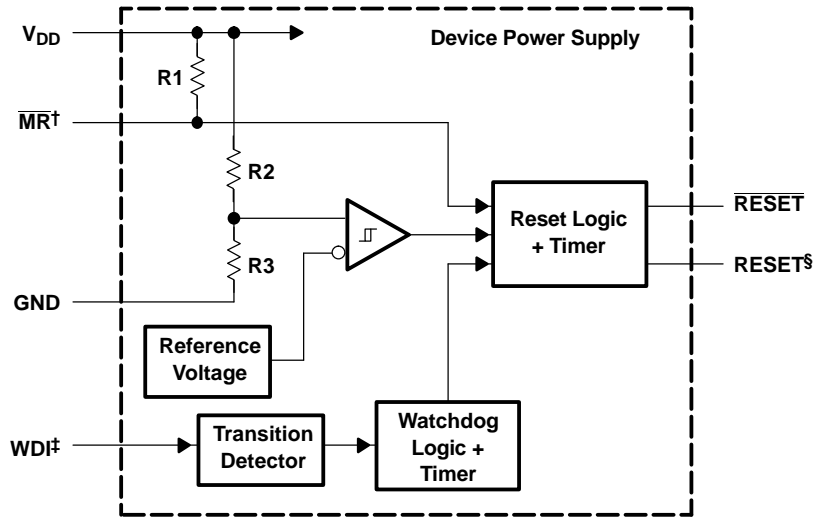 VDD
Device Power Supply
R1
MR†
R2
RESET
Reset Logic
+ Timer
R3
RESET§
GND
Reference
Voltage
WDI‡
Transition
Detector
Watchdog
Logic +
Timer